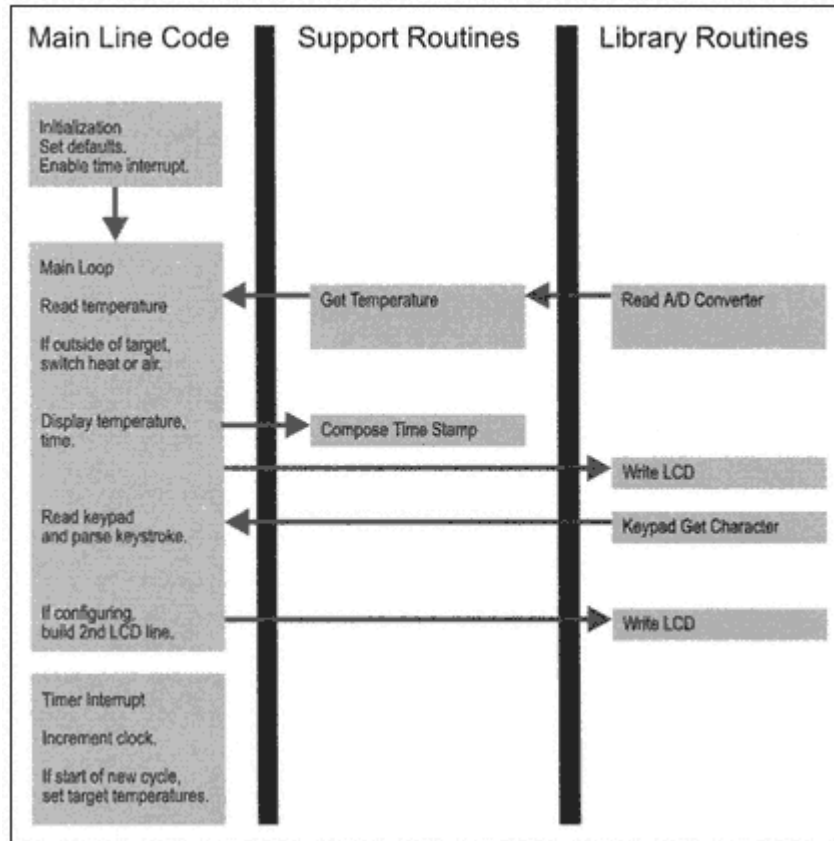 Main Line Code
Support Routines
Library Routines
Initialization
Set defaults.
Enable time interrupt.
Main Loop
Read temperature
If outside of target,
switch heat or air.
Display temperature,
time.
Read keypad
and parse keystroke.
If configuring,
build 2nd LCD line.
Timer Interrupt
Increment clock.
If start of new cycle,
set target temperatures.
Get Temperature
Compose Time Stamp
Read A/D Converter
Write LCD
Keypad Get Character
Write LCD